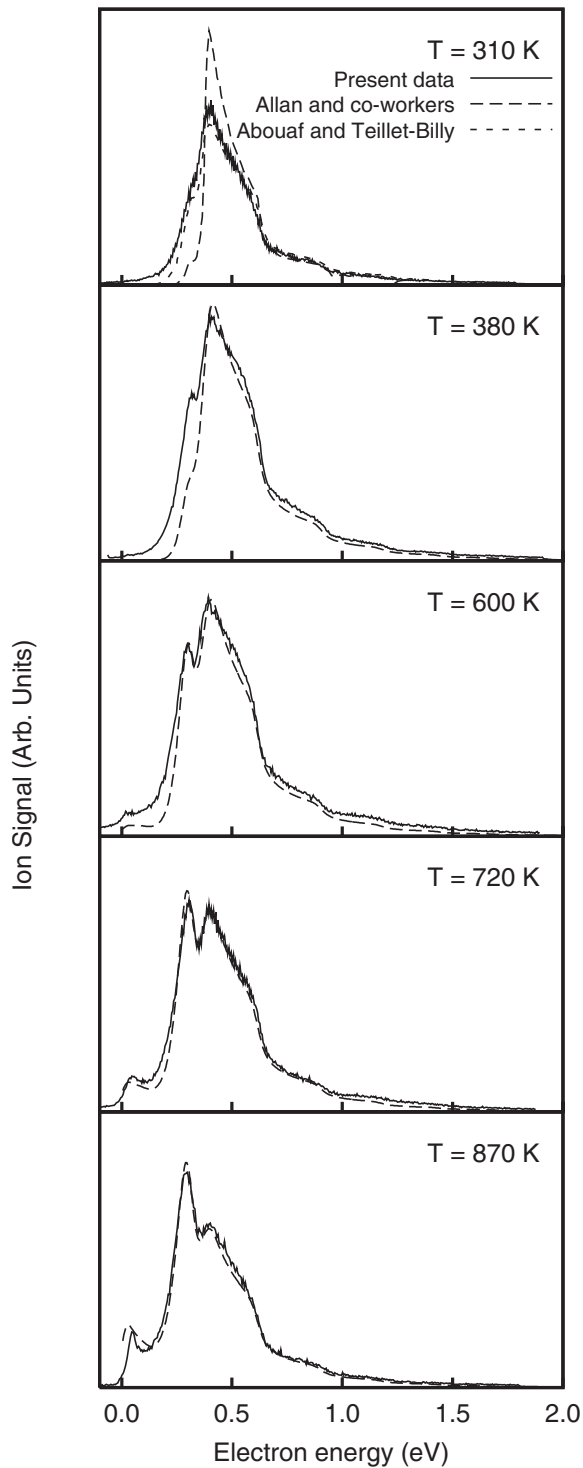 T = 310 K
Present data
Allan and co-workers
Abouaf and Teillet-Billy
T = 380 K
T = 600 K
T = 720 K
T = 870 K
Ion Signal (Arb. Units)
0.0 0.5 1.0 1.5 2.0
Electron energy (eV)